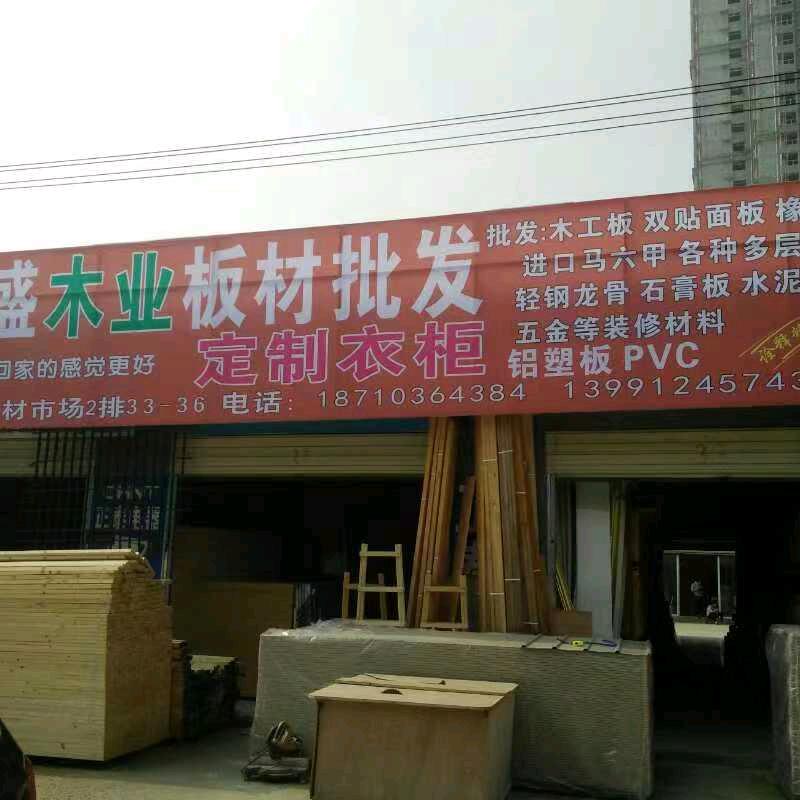 盛木业板材批发
回家的感觉更好
定制衣柜
材市场2排33-36 电话: 18710364384 13991245743
批发:木工板 双贴面板 橡
进口马六甲 各种多层
轻钢龙骨 石膏板 水泥
五金等装修材料
铝塑板 PVC